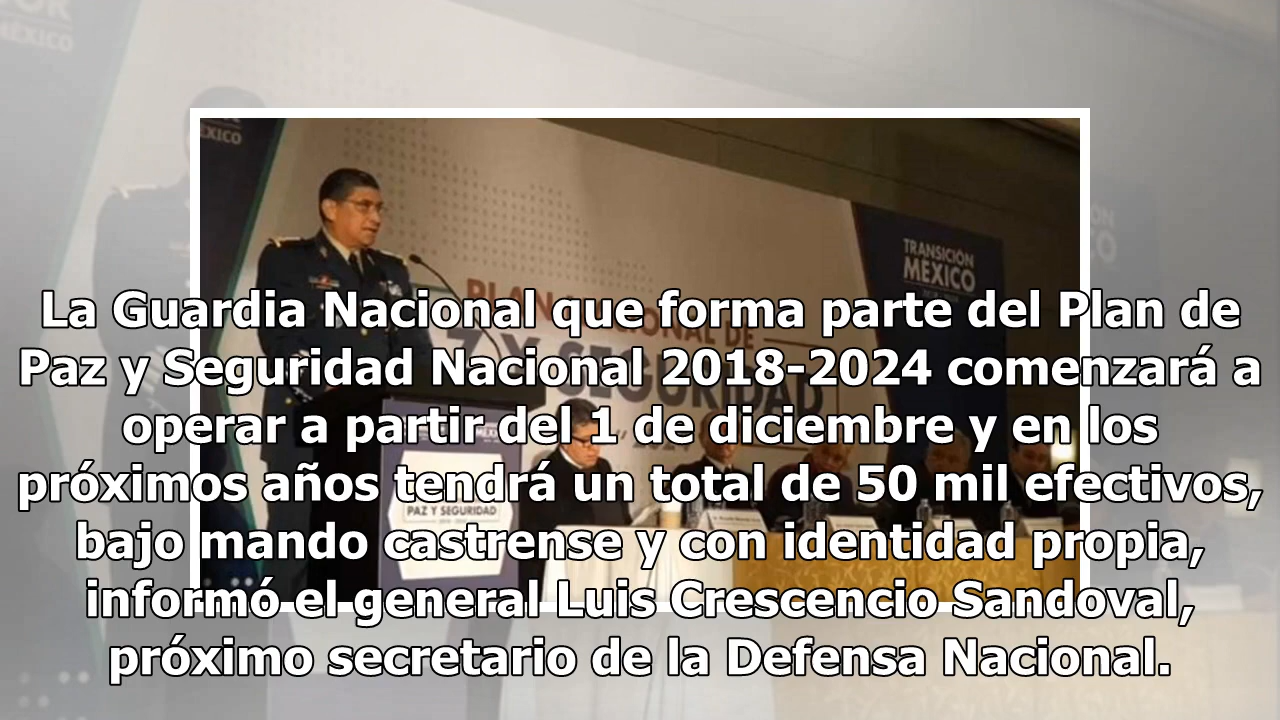 TRANSICIÓN
MÉXICO
La Guardia Nacional que forma parte del Plan de
Paz y Seguridad Nacional 2018-2024 comenzará a
operar a partir del 1 de diciembre y en los
próximos años tendrá un total de 50 mil efectivos,
bajo mando castrense y con identidad propia,
informó el general Luis Crescencio Sandoval,
próximo secretario de la Defensa Nacional.
PAZ Y SEGURIDAD